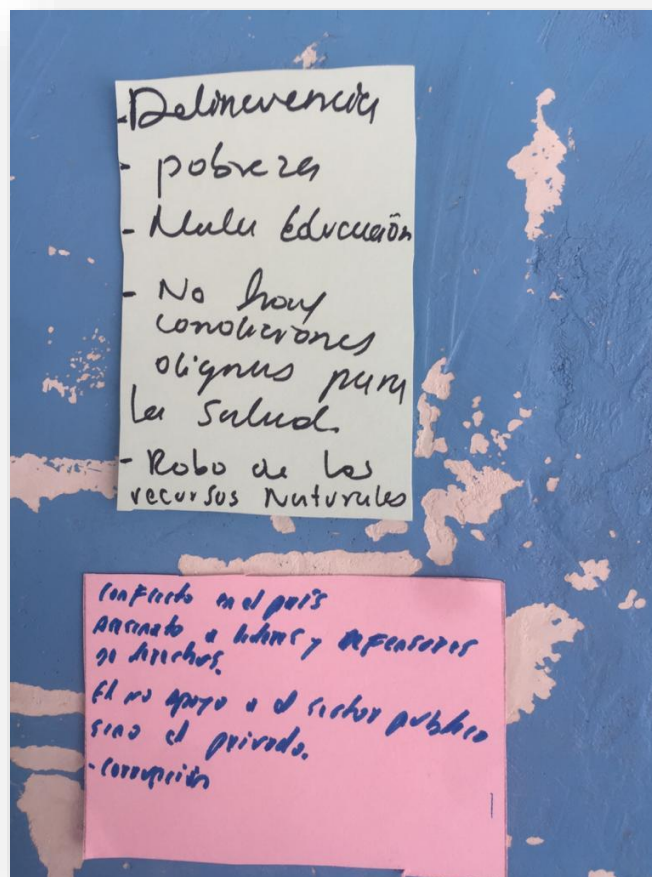 - Delincuencia
- pobreza
- Mala Educación
- No hay
condiciones
dignas para
la salud.
- Robo de los
recursos Naturales
Conflicto en el país
Asesinato a lideres y defensores
de derechos.
El no apoyo a el sector publico
sino el privado.
- Corrupción